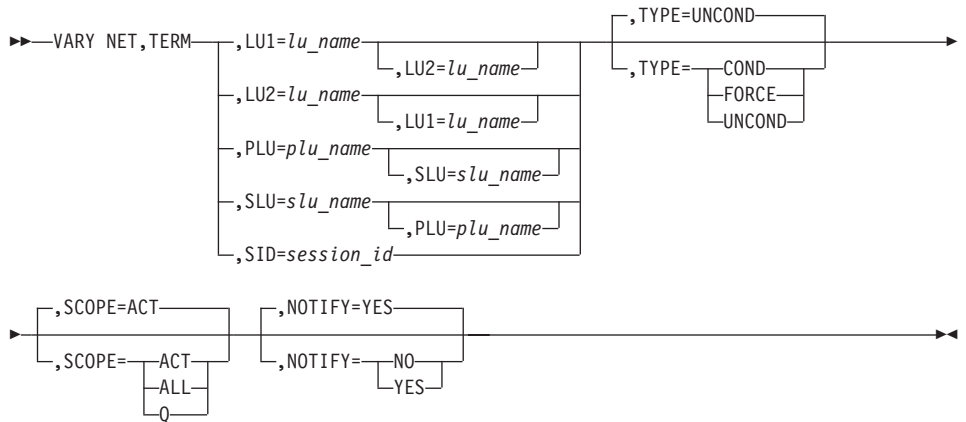 ,TYPE=UNCOND
VARY NET,TERM ,LU1=lu_name
,LU2=lu_name
,TYPE= COND
FORCE
UNCOND
,LU2=lu_name
,LU1=lu_name
,PLU=plu_name
,SLU=slu_name
,SLU=slu_name
,PLU=plu_name
,SID=session_id
,SCOPE=ACT ,NOTIFY=YES
,SCOPE= ACT ,NOTIFY= NO
ALL YES
Q